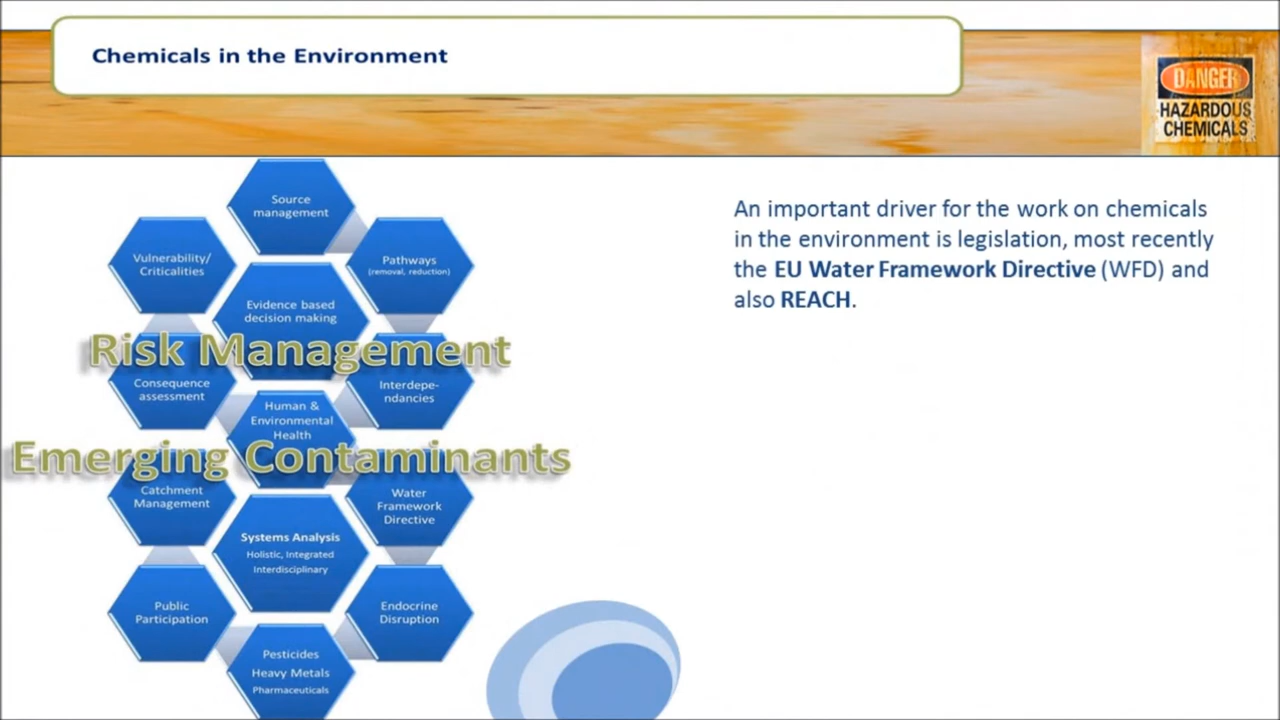 Chemicals in the Environment
DANGER
HAZARDOUS
CHEMICALS
Source
management
Vulnerability/
Criticalities
Pathways
(removal, reduction)
Evidence based
decision making
Risk Management
Consequence
assessment
Interdepe-
ndancies
Human &
Environmental
Health
Emerging Contaminants
Catchment
Management
Water
Framework
Directive
Systems Analysis
Holistic, Integrated
Interdisciplinary
Public
Participation
Endocrine
Disruption
Pesticides
Heavy Metals
Pharmaceuticals
An important driver for the work on chemicals
in the environment is legislation, most recently
the EU Water Framework Directive (WFD) and
also REACH.